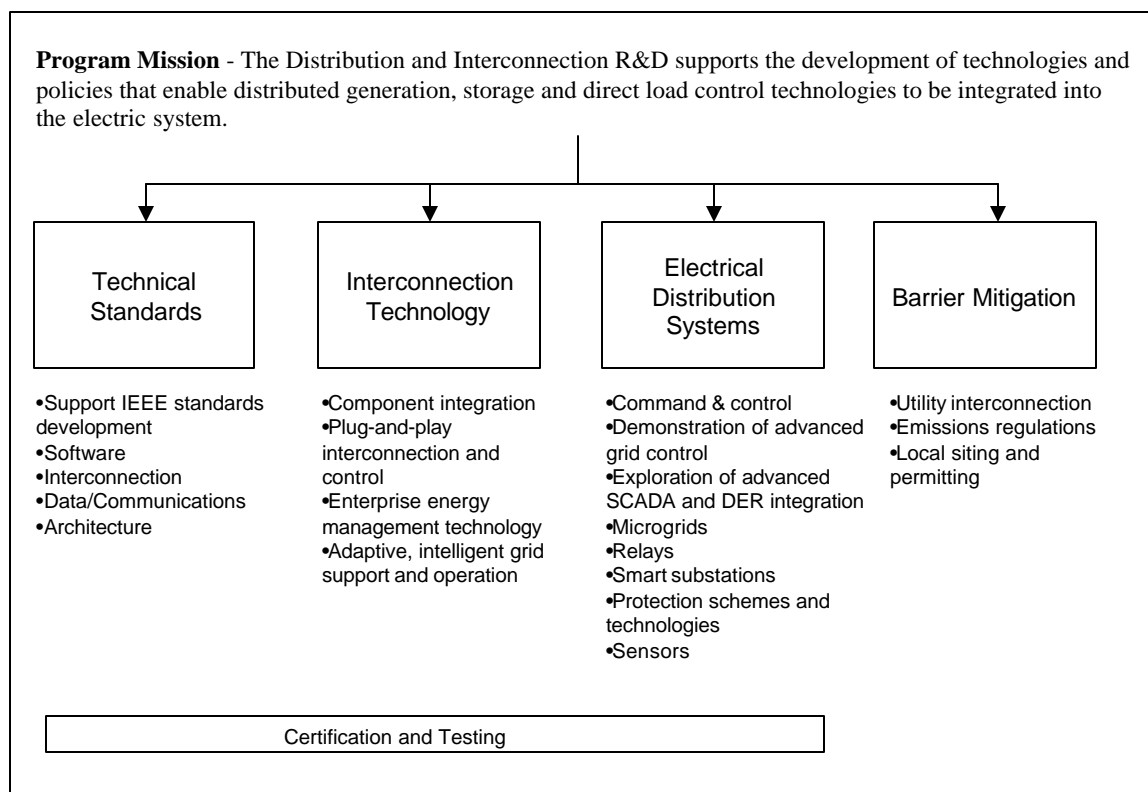 Program Mission - The Distribution and Interconnection R&D supports the development of technologies and
policies that enable distributed generation, storage and direct load control technologies to be integrated into
the electric system.
Technical
Standards
Interconnection
Technology
Electrical
Distribution
Systems
Barrier Mitigation
•Support IEEE standards
development
•Software
•Interconnection
•Data/Communications
•Architecture
•Component integration
•Plug-and-play
interconnection and
control
•Enterprise energy
management technology
•Adaptive, intelligent grid
support and operation
•Command & control
•Demonstration of advanced
grid control
•Exploration of advanced
SCADA and DER integration
•Microgrids
•Relays
•Smart substations
•Protection schemes and
technologies
•Sensors
•Utility interconnection
•Emissions regulations
•Local siting and
permitting
Certification and Testing